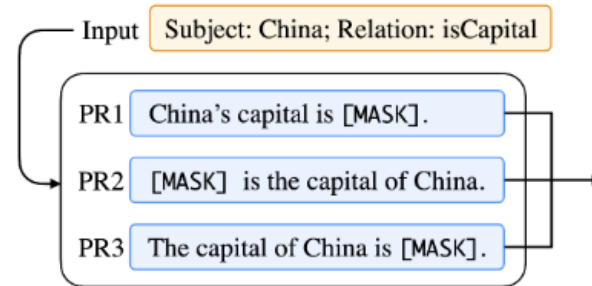 Input Subject: China; Relation: isCapital
PR1 China's capital is [MASK].
PR2 [MASK] is the capital of China.
PR3 The capital of China is [MASK].